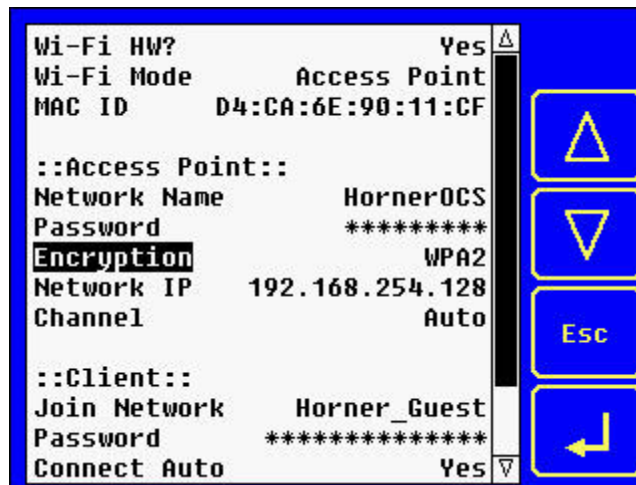 Wi-Fi HW? Yes
Wi-Fi Mode Access Point
MAC ID D4:CA:6E:90:11:CF
::Access Point::
Network Name HornerOCS
Password *********
Encryption WPA2
Network IP 192.168.254.128
Channel Auto
::Client::
Join Network Horner_Guest
Password **************
Connect Auto Yes
Esc